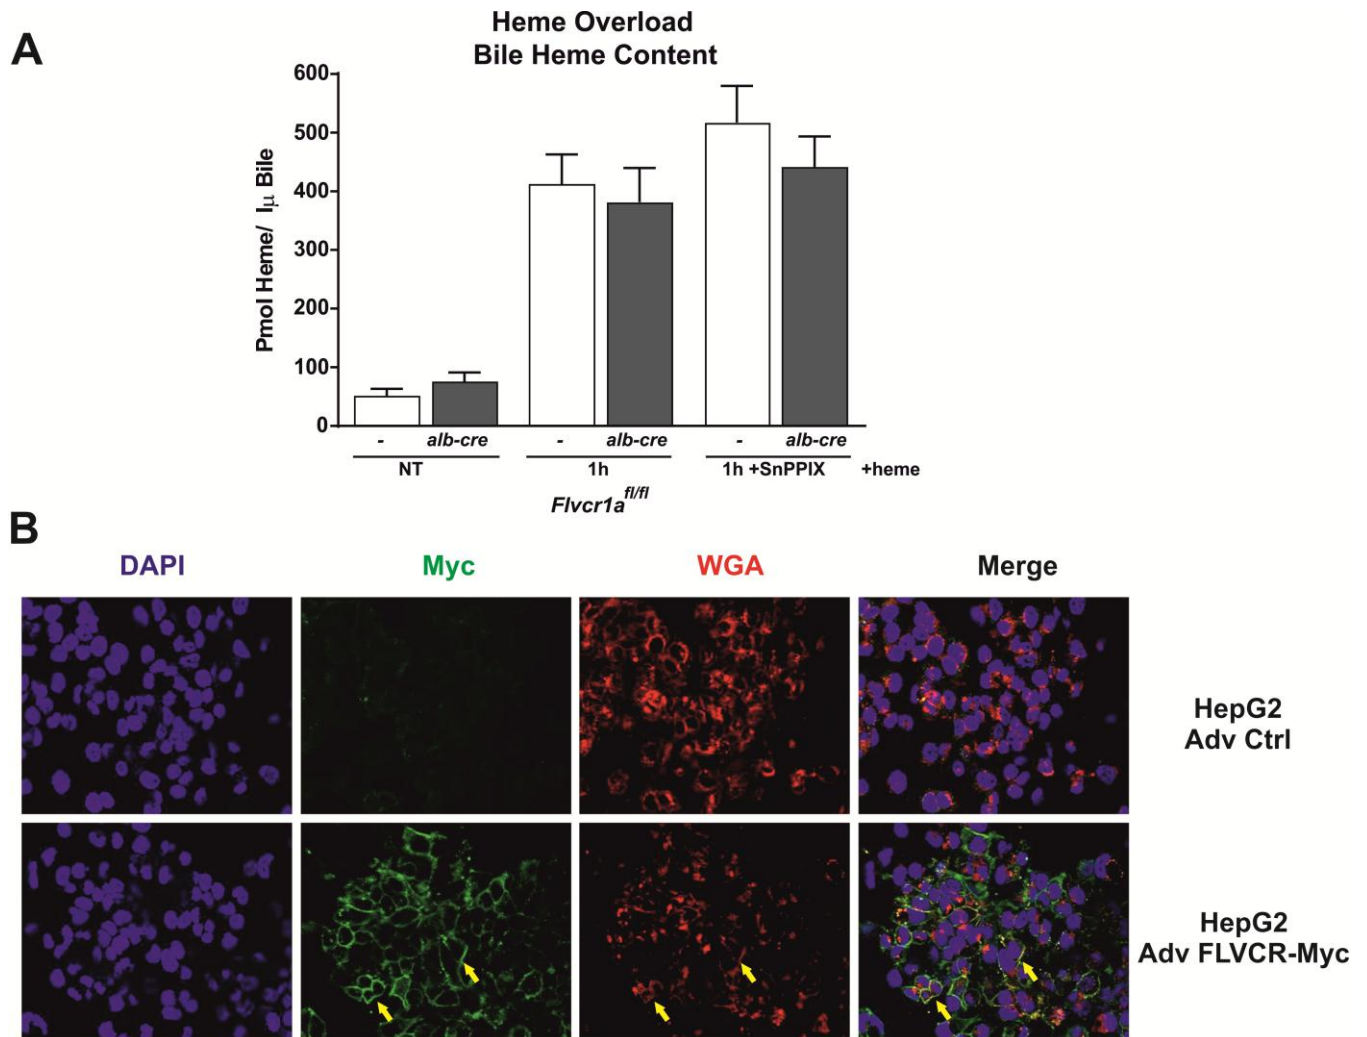 A
Heme Overload
Bile Heme Content
Pmol Heme/ Iμ Bile
600
500
400
300
200
100
0
- alb-cre - alb-cre - alb-cre
NT 1h 1h +SnPPIX +heme
Flvcr1a fl/fl
B
DAPI Myc WGA Merge
HepG2
Adv Ctrl
HepG2
Adv FLVCR-Myc